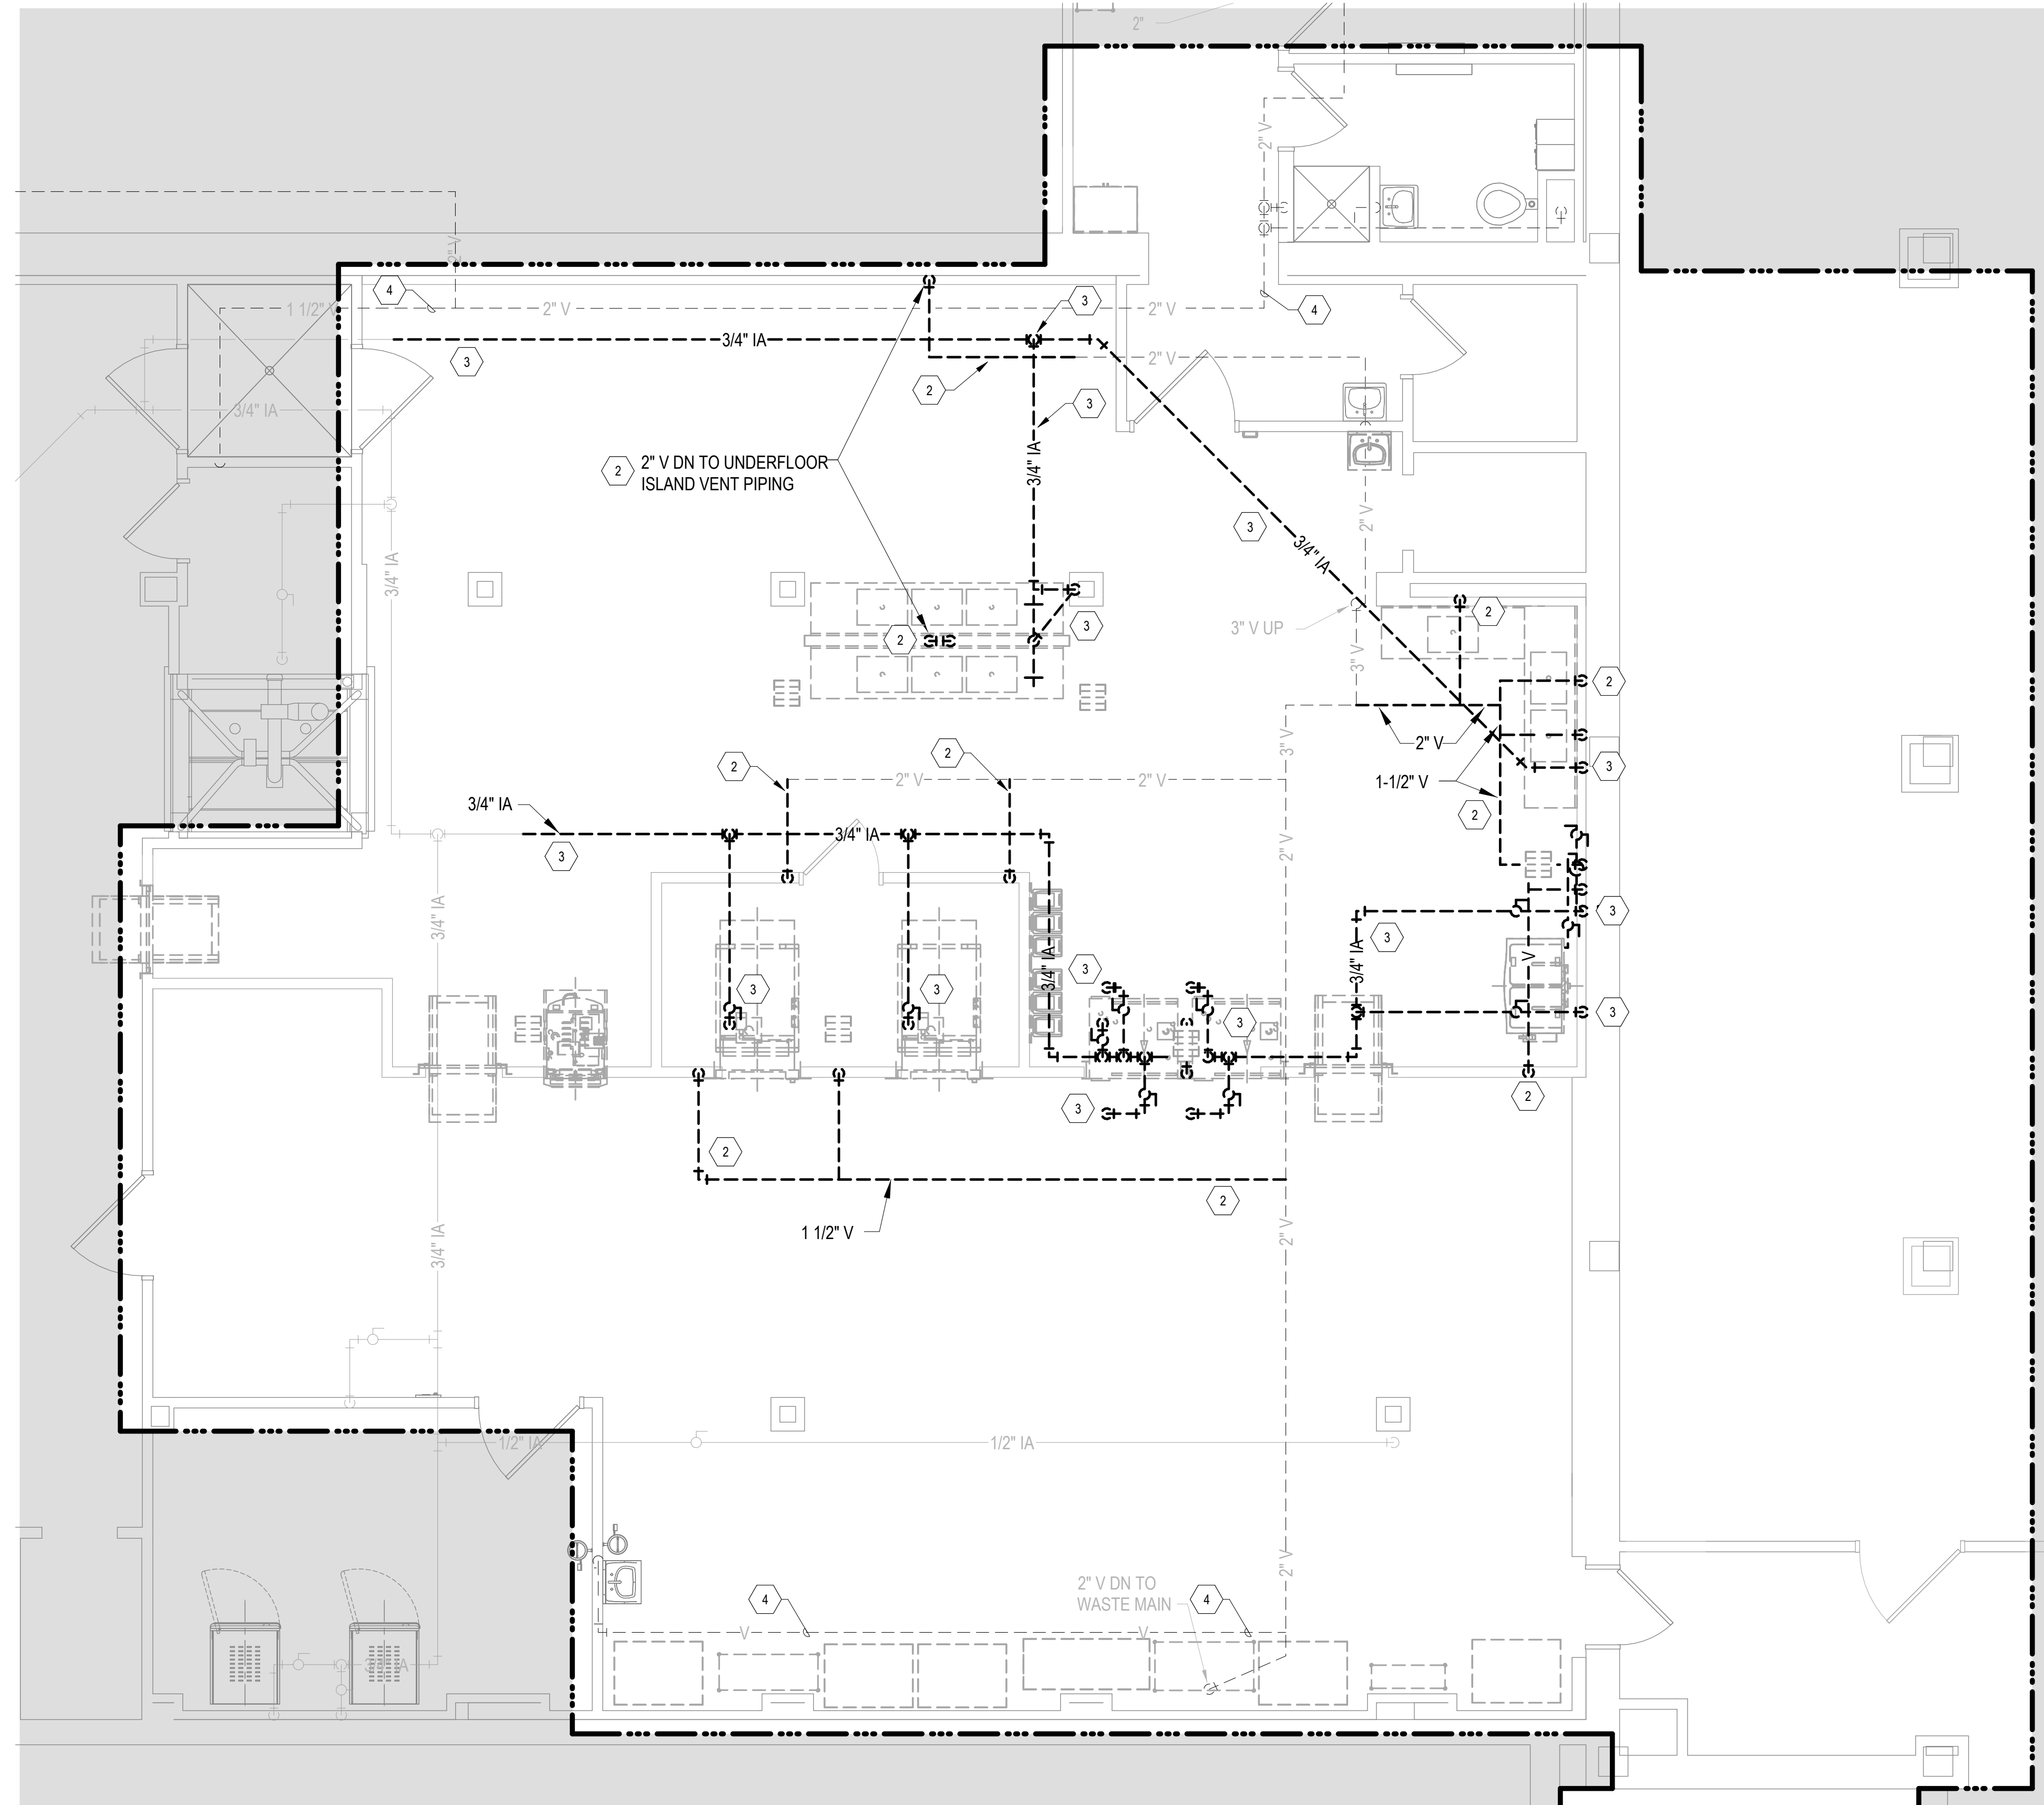 2"
2" V
2" V
4
3
4
1 1/2" V
2" V
2" V
3/4" IA
3
2" V
2
3
3/4" IA
2 2" V DN TO UNDERFLOOR
ISLAND VENT PIPING
3/4" IA
2" V
3
3/4" IA
3/4" IA
2
3
3" V UP
2
3" V
2
2" V
3" V
2
2
3
2" V
2" V
1-1/2" V
3/4" IA
3/4" IA
2
3
2" V
3/4" IA
3
3
3/4" IA
3/4" IA
V
3
3
3
3
3
3
2
2
2
1 1/2" V
2" V
3/4" IA
1/2" IA
1/2" IA
2" V
2" V DN TO
WASTE MAIN
4
4
V
V
3/4" IA